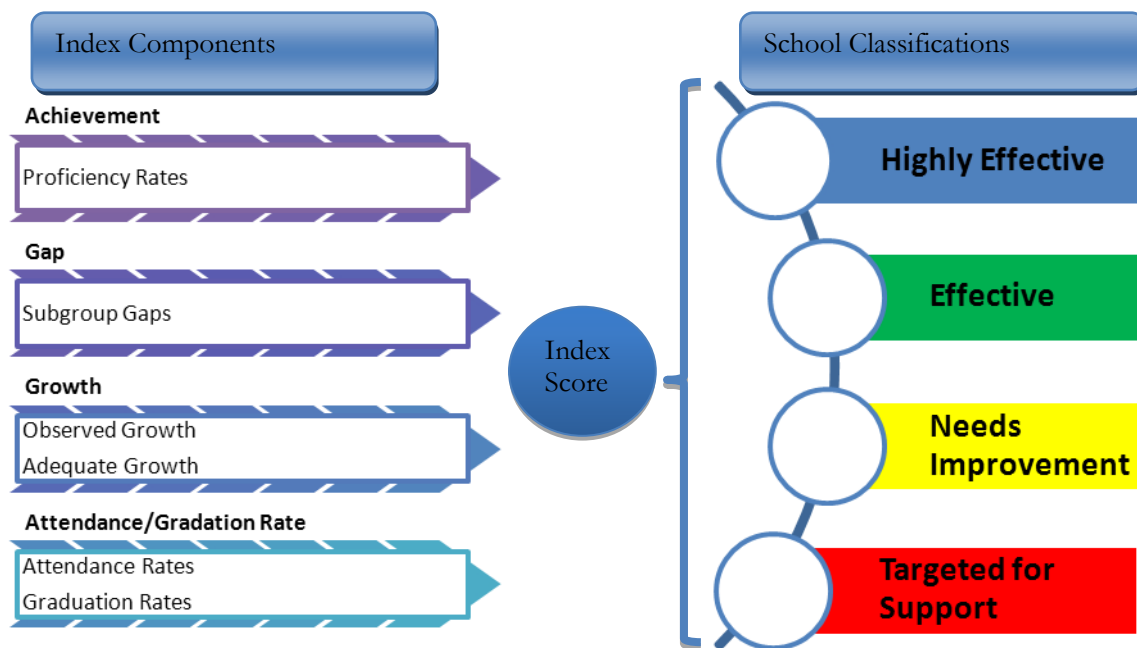 Index Components
Achievement
Proficiency Rates
Gap
Subgroup Gaps
Growth
Observed Growth
Adequate Growth
Attendance/Gradation Rate
Attendance Rates
Graduation Rates
Index
Score
School Classifications
Highly Effective
Effective
Needs
Improvement
Targeted for
Support